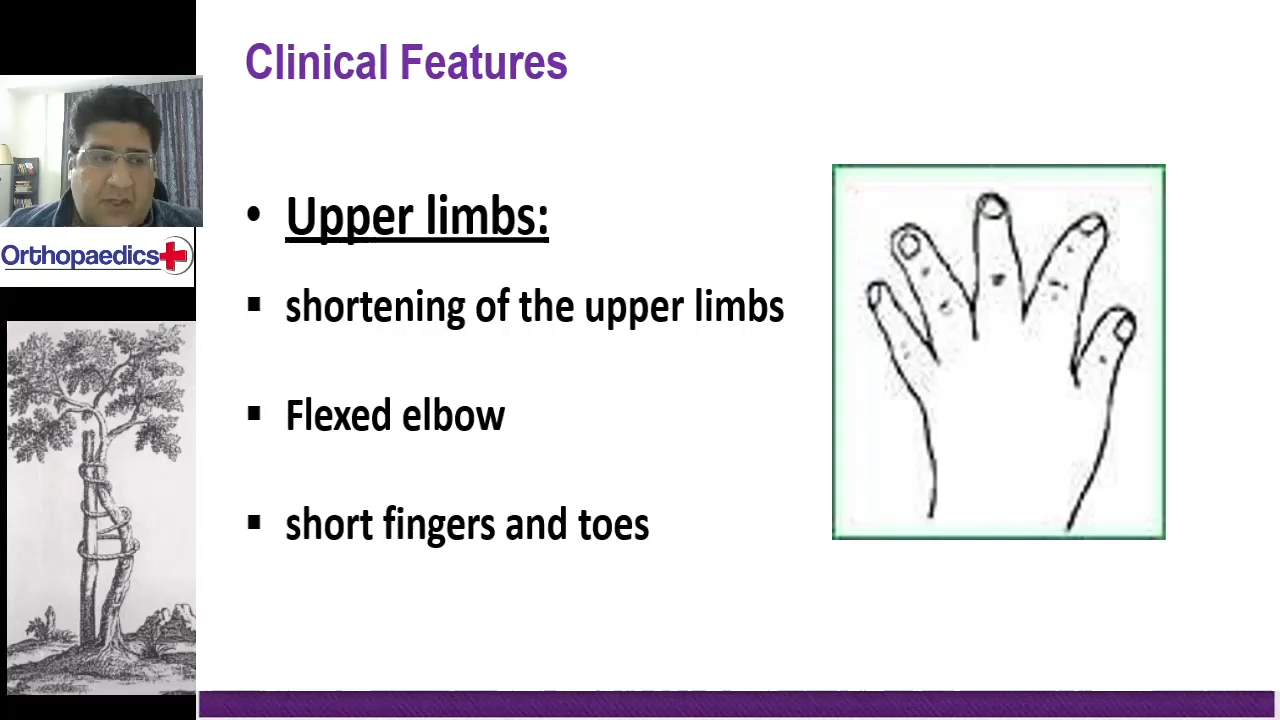 Clinical Features
• Upper limbs:
▪ shortening of the upper limbs
▪ Flexed elbow
▪ short fingers and toes
Orthopaedics